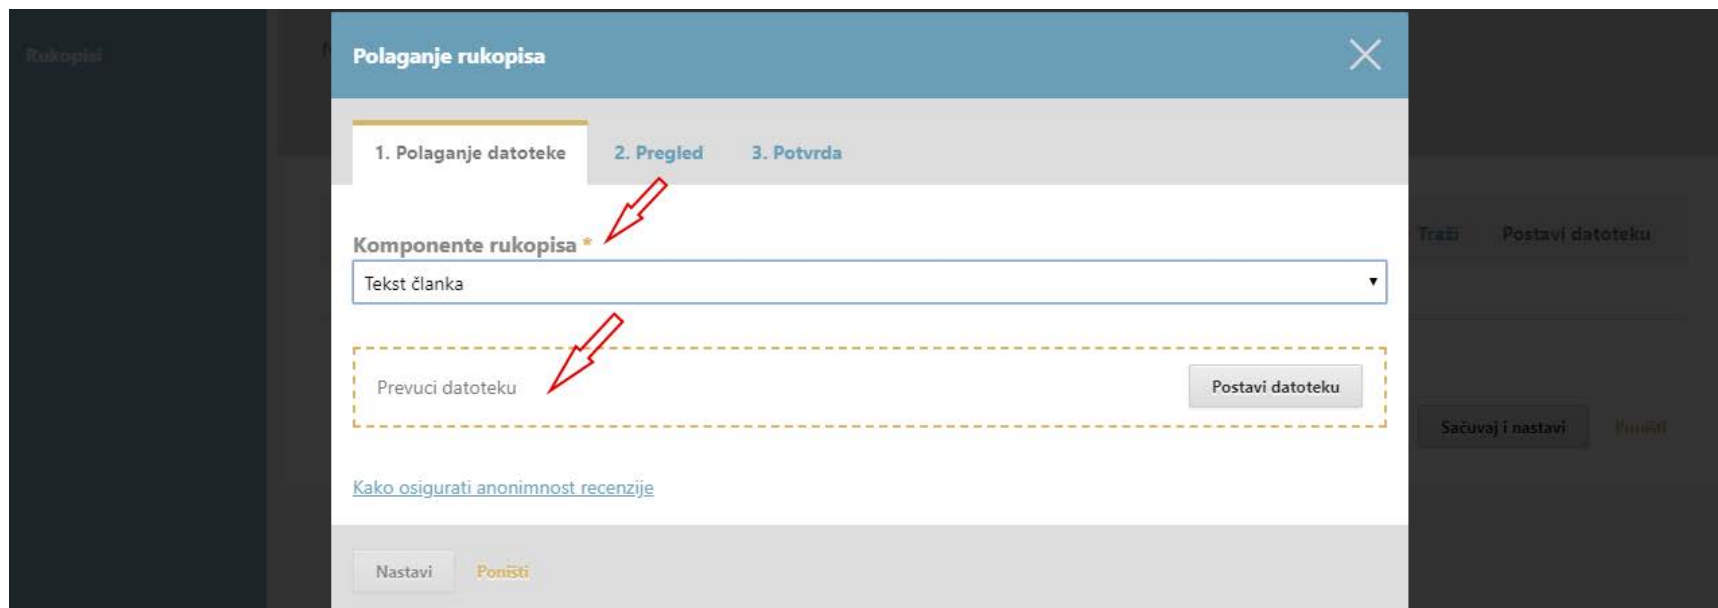 Rukopisi
Polaganje rukopisa
1. Polaganje datoteke 2. Pregled 3. Potvrda
Komponente rukopisa *
Traži Postavi datoteku
Tekst članka
Prevuci datoteku Postavi datoteku
Sačuvaj i nastavi Poništi
Kako osigurati anonimnost recenzije
Nastavi Poništi